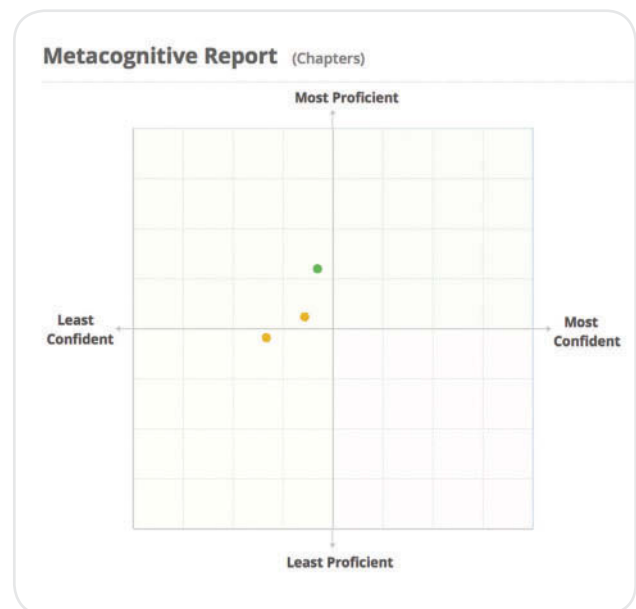 Metacognitive Report (Chapters)
Most Proficient
Least
Confident
Most
Confident
Least Proficient